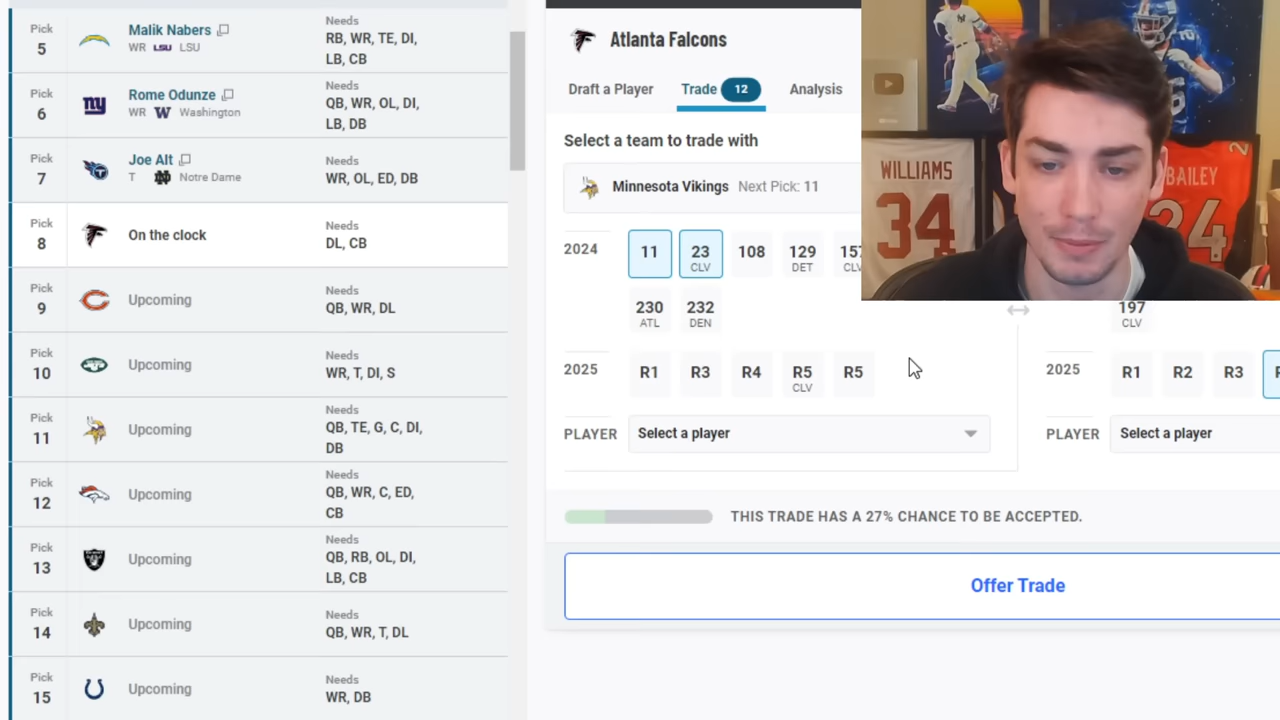 Pick
5
Malik Nabers
WR LSU LSU
Needs
RB, WR, TE, DI,
LB, CB
Pick
6
ny
Rome Odunze
WR W Washington
Needs
QB, WR, OL, DI,
LB, DB
Pick
7
Joe Alt
T Notre Dame
Needs
WR, OL, ED, DB
Pick
8
On the clock
Needs
DL, CB
Pick
9
Upcoming
Needs
QB, WR, DL
Pick
10
Upcoming
Needs
WR, T, DI, S
Pick
11
Upcoming
Needs
QB, TE, G, C, DI,
DB
Pick
12
Upcoming
Needs
QB, WR, C, ED,
CB
Pick
13
Upcoming
Needs
QB, RB, OL, DI,
LB, CB
Pick
14
Upcoming
Needs
QB, WR, T, DL
Pick
15
Upcoming
Needs
WR, DB
Atlanta Falcons
Draft a Player Trade 12 Analysis
Select a team to trade with
Minnesota Vikings Next Pick: 11
2024 11 23 108 129 157
CLV DET CLV
230 232
ATL DEN
197
CLV
2025 R1 R3 R4 R5 R5
CLV
2025 R1 R2 R3
PLAYER Select a player
PLAYER Select a player
THIS TRADE HAS A 27% CHANCE TO BE ACCEPTED.
Offer Trade
WILLIAMS
34
BAILEY
24
2